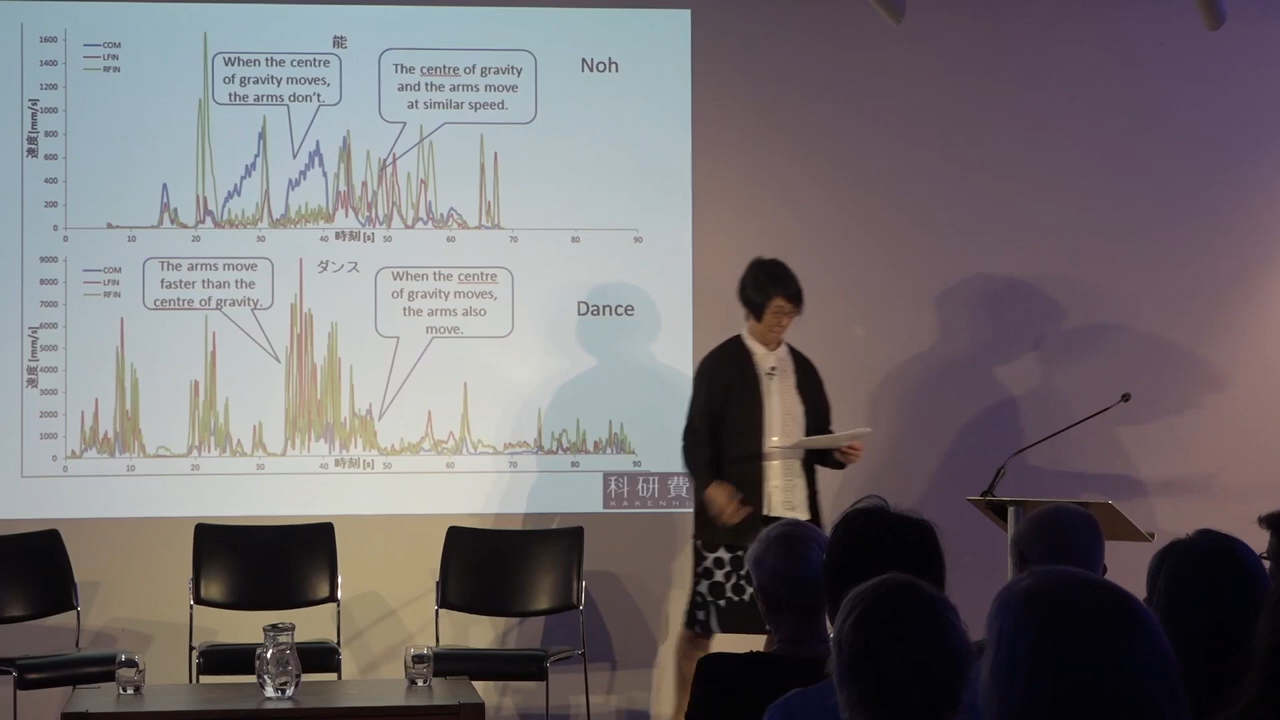 能
Noh
COM
LFIN
RFIN
When the centre
of gravity moves,
the arms don't.
The centre of gravity
and the arms move
at similar speed.
速度[mm/s]
1600
1400
1200
1000
800
600
400
200
0
0 10 20 30 40 50 60 70 80 90
時刻 [s]
ダンス
Dance
COM
LFIN
RFIN
The arms move
faster than the
centre of gravity.
When the centre
of gravity moves,
the arms also
move.
速度 [mm/s]
9000
8000
7000
6000
5000
4000
3000
2000
1000
0
0 10 20 30 40 50 60 70 80 90
時刻 [s]
科研費
KAKENHI